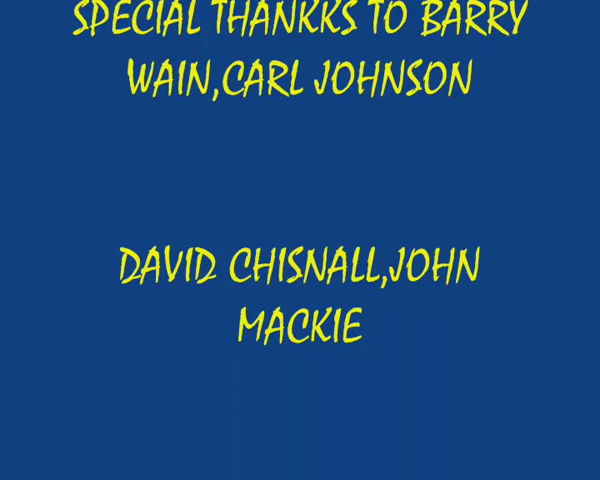 SPECIAL THANKKS TO BARRY
WAIN,CARL JOHNSON
DAVID CHISNALL,JOHN
MACKIE